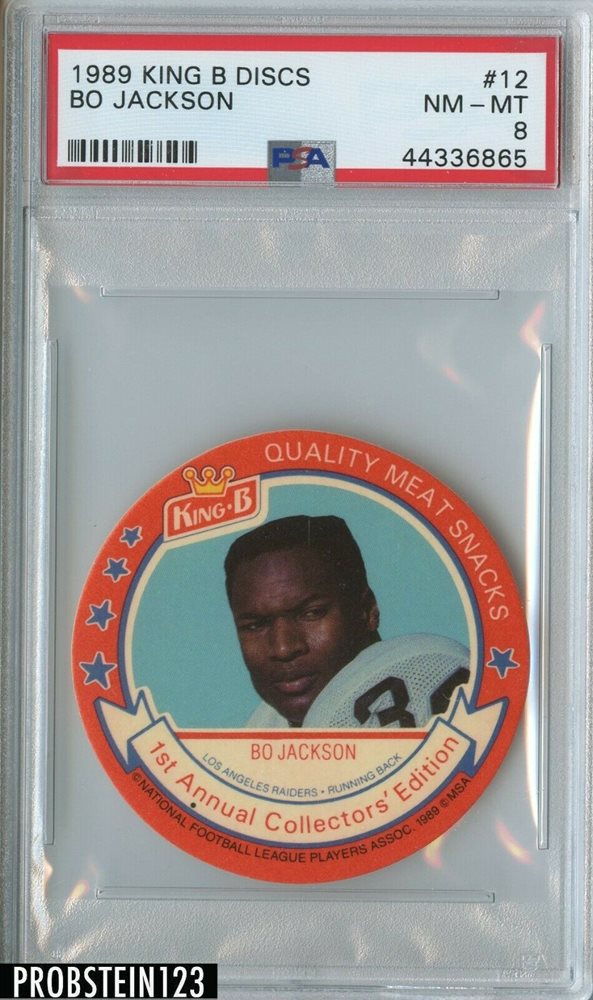 1989 KING B DISCS #12
BO JACKSON NM - MT
8
PSA 44336865
QUALITY MEAT SNACKS
KING·B
3
BO JACKSON
LOS ANGELES RAIDERS • RUNNING BACK
1st Annual Collectors' Edition
©NATIONAL FOOTBALL LEAGUE PLAYERS ASSOC. 1989 © MSA
PROBSTEIN123